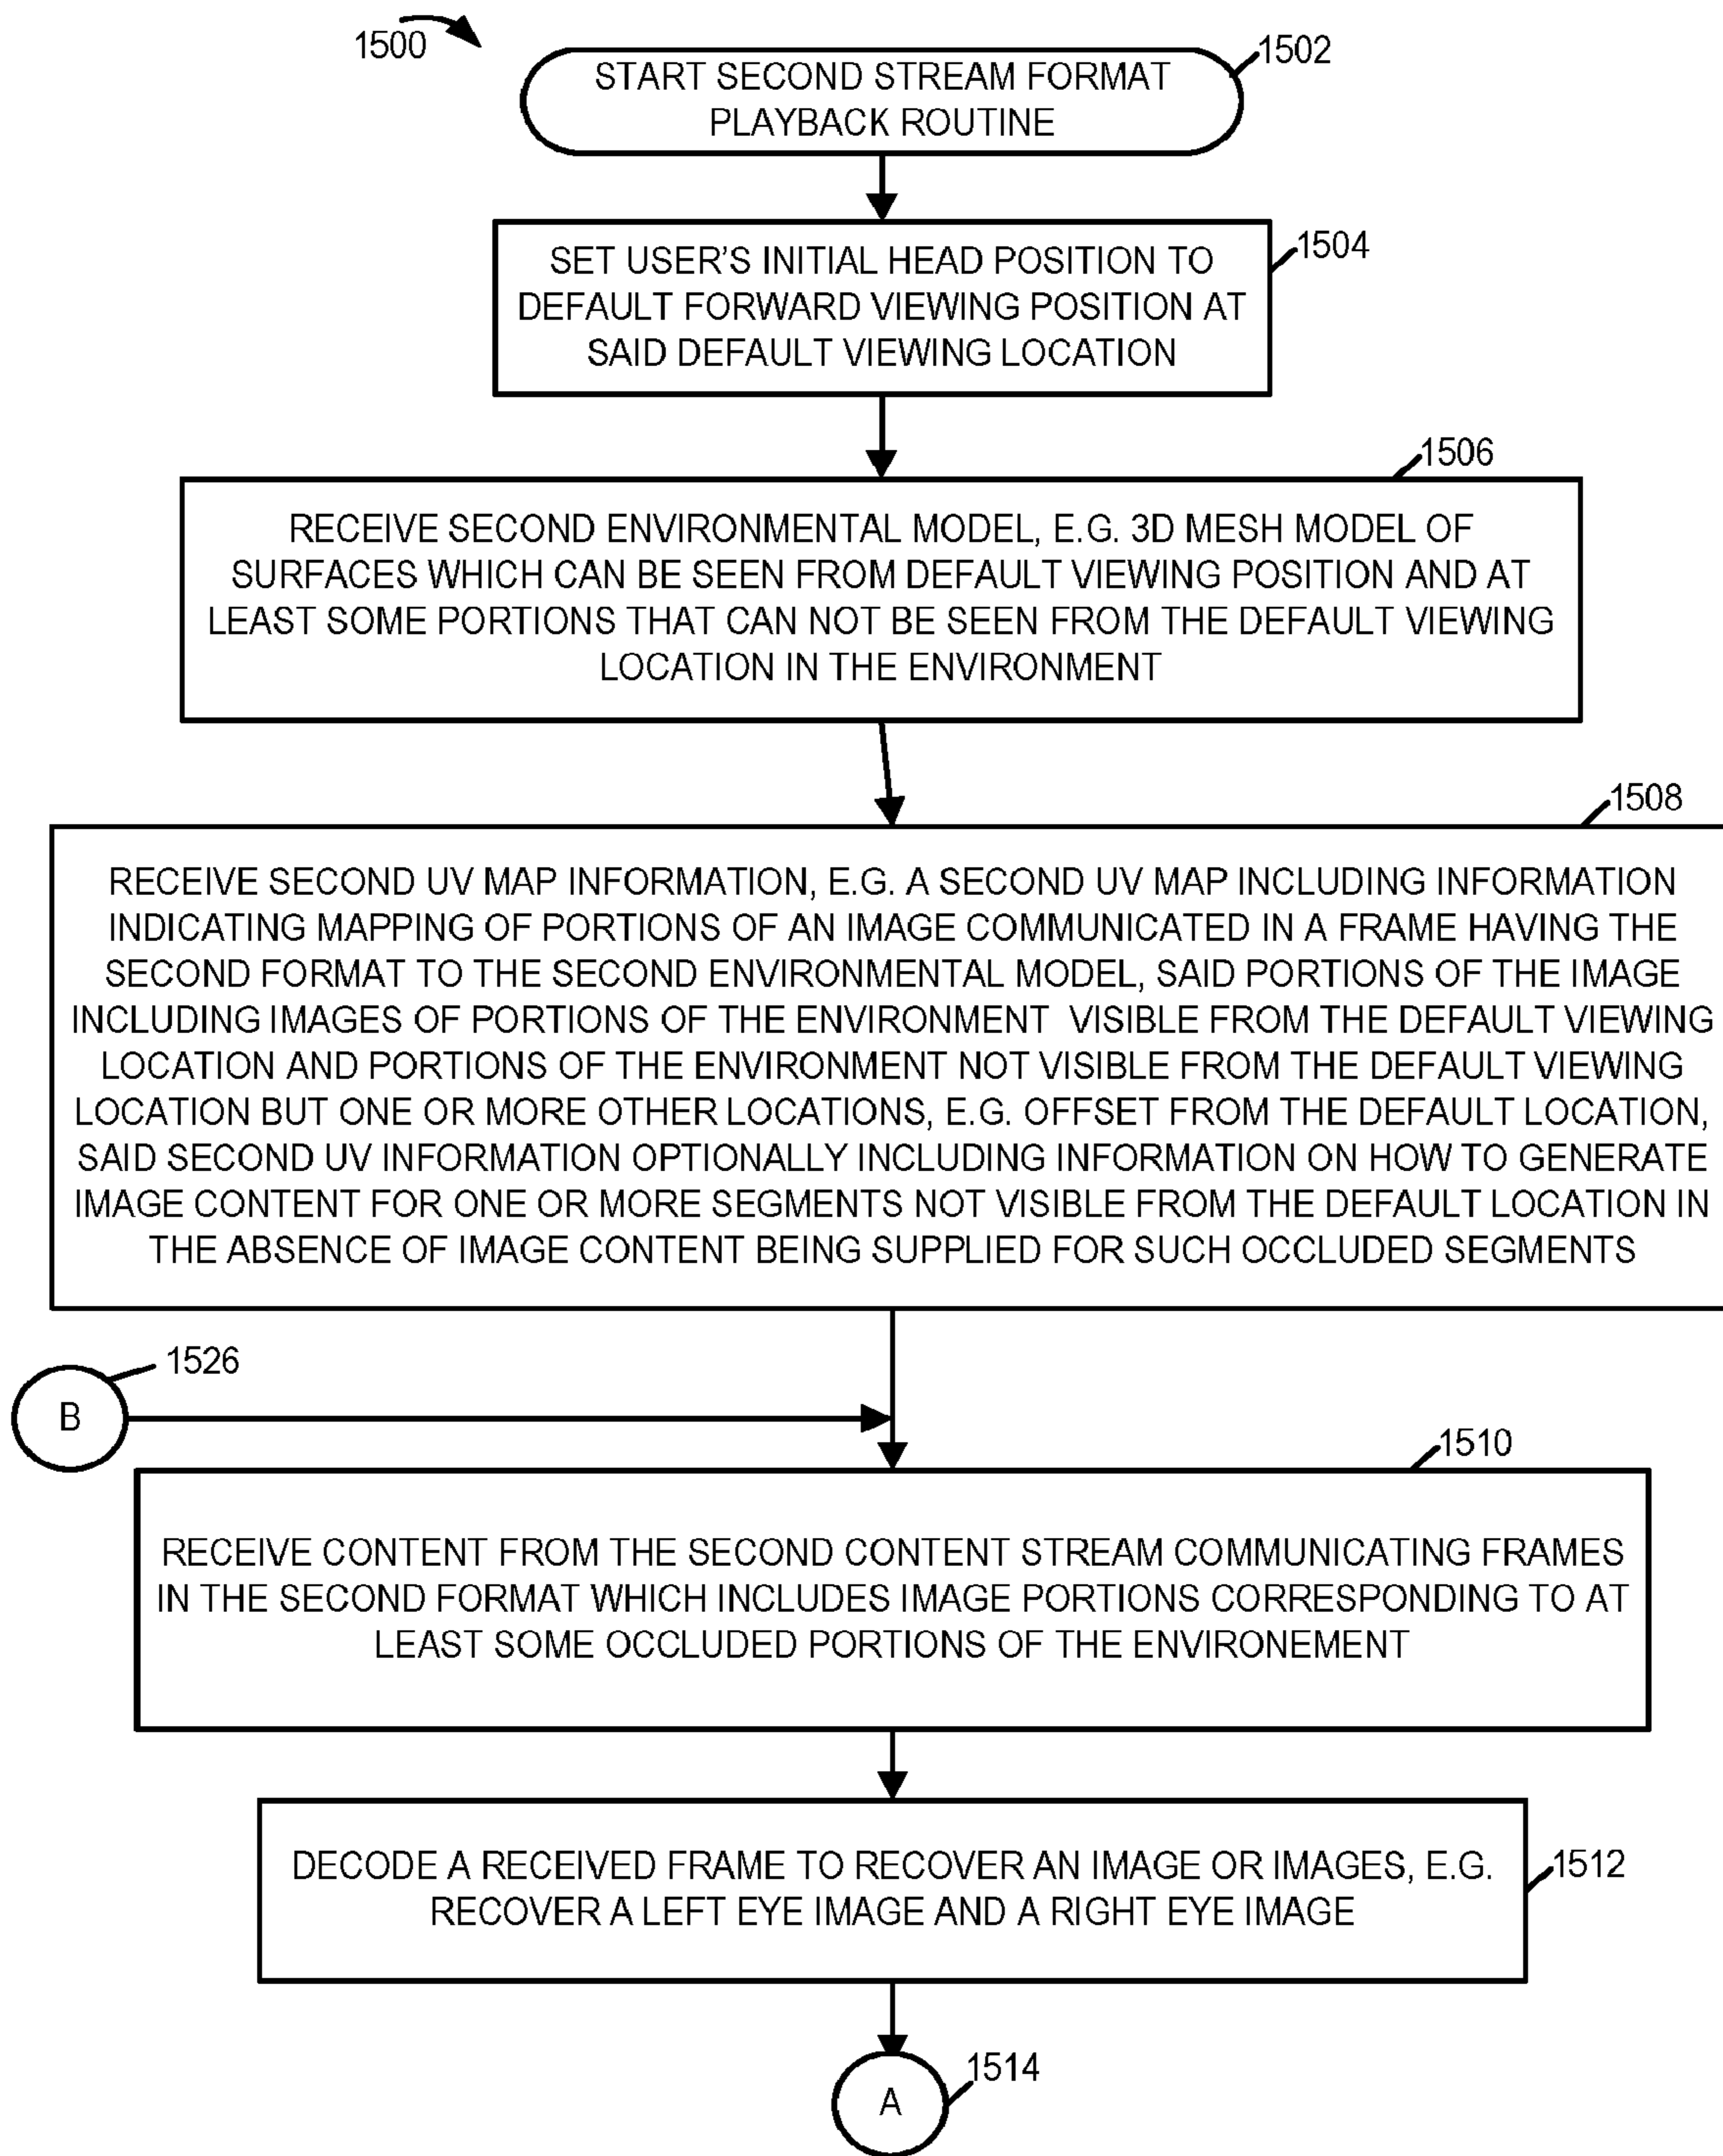 1500
1502
START SECOND STREAM FORMAT
PLAYBACK ROUTINE
1504
SET USER'S INITIAL HEAD POSITION TO
DEFAULT FORWARD VIEWING POSITION AT
SAID DEFAULT VIEWING LOCATION
1506
RECEIVE SECOND ENVIRONMENTAL MODEL, E.G. 3D MESH MODEL OF
SURFACES WHICH CAN BE SEEN FROM DEFAULT VIEWING POSITION AND AT
LEAST SOME PORTIONS THAT CAN NOT BE SEEN FROM THE DEFAULT VIEWING
LOCATION IN THE ENVIRONMENT
1508
RECEIVE SECOND UV MAP INFORMATION, E.G. A SECOND UV MAP INCLUDING INFORMATION
INDICATING MAPPING OF PORTIONS OF AN IMAGE COMMUNICATED IN A FRAME HAVING THE
SECOND FORMAT TO THE SECOND ENVIRONMENTAL MODEL, SAID PORTIONS OF THE IMAGE
INCLUDING IMAGES OF PORTIONS OF THE ENVIRONMENT VISIBLE FROM THE DEFAULT VIEWING
LOCATION AND PORTIONS OF THE ENVIRONMENT NOT VISIBLE FROM THE DEFAULT VIEWING
LOCATION BUT ONE OR MORE OTHER LOCATIONS, E.G. OFFSET FROM THE DEFAULT LOCATION,
SAID SECOND UV INFORMATION OPTIONALLY INCLUDING INFORMATION ON HOW TO GENERATE
IMAGE CONTENT FOR ONE OR MORE SEGMENTS NOT VISIBLE FROM THE DEFAULT LOCATION IN
THE ABSENCE OF IMAGE CONTENT BEING SUPPLIED FOR SUCH OCCLUDED SEGMENTS
1526
B
1510
RECEIVE CONTENT FROM THE SECOND CONTENT STREAM COMMUNICATING FRAMES
IN THE SECOND FORMAT WHICH INCLUDES IMAGE PORTIONS CORRESPONDING TO AT
LEAST SOME OCCLUDED PORTIONS OF THE ENVIRONEMENT
1512
DECODE A RECEIVED FRAME TO RECOVER AN IMAGE OR IMAGES, E.G.
RECOVER A LEFT EYE IMAGE AND A RIGHT EYE IMAGE
1514
A